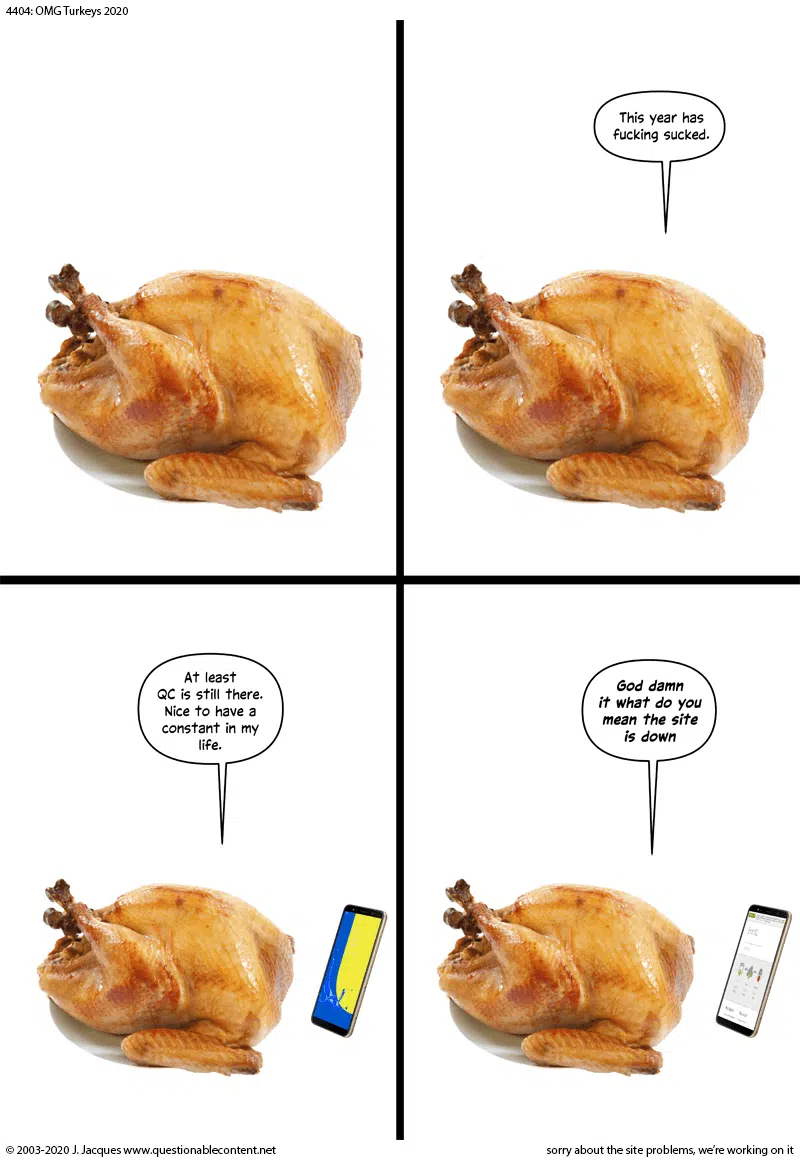 4404: OMG Turkeys 2020
This year has
fucking sucked.
At least
QC is still there.
Nice to have a
constant in my
life.
God damn
it what do you
mean the site
is down
© 2003-2020 J. Jacques www.questionablecontent.net
sorry about the site problems, we're working on it